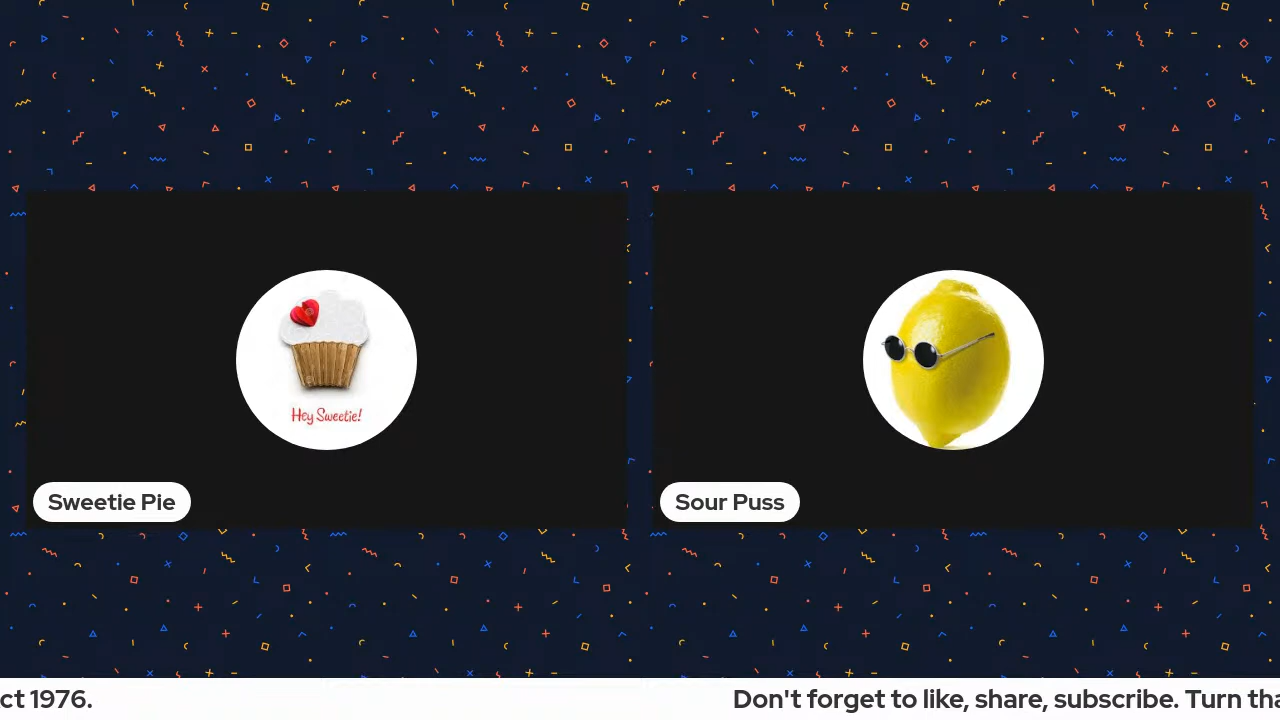 Hey Sweetie!
Sweetie Pie
Sour Puss
ct 1976.
Don't forget to like, share, subscribe. Turn tha